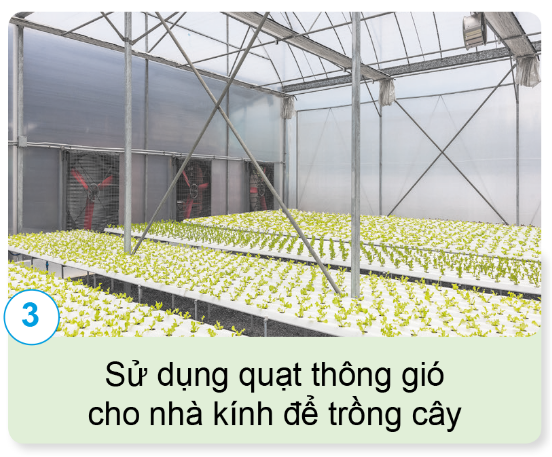 3
Sử dụng quạt thông gió
cho nhà kính để trồng cây